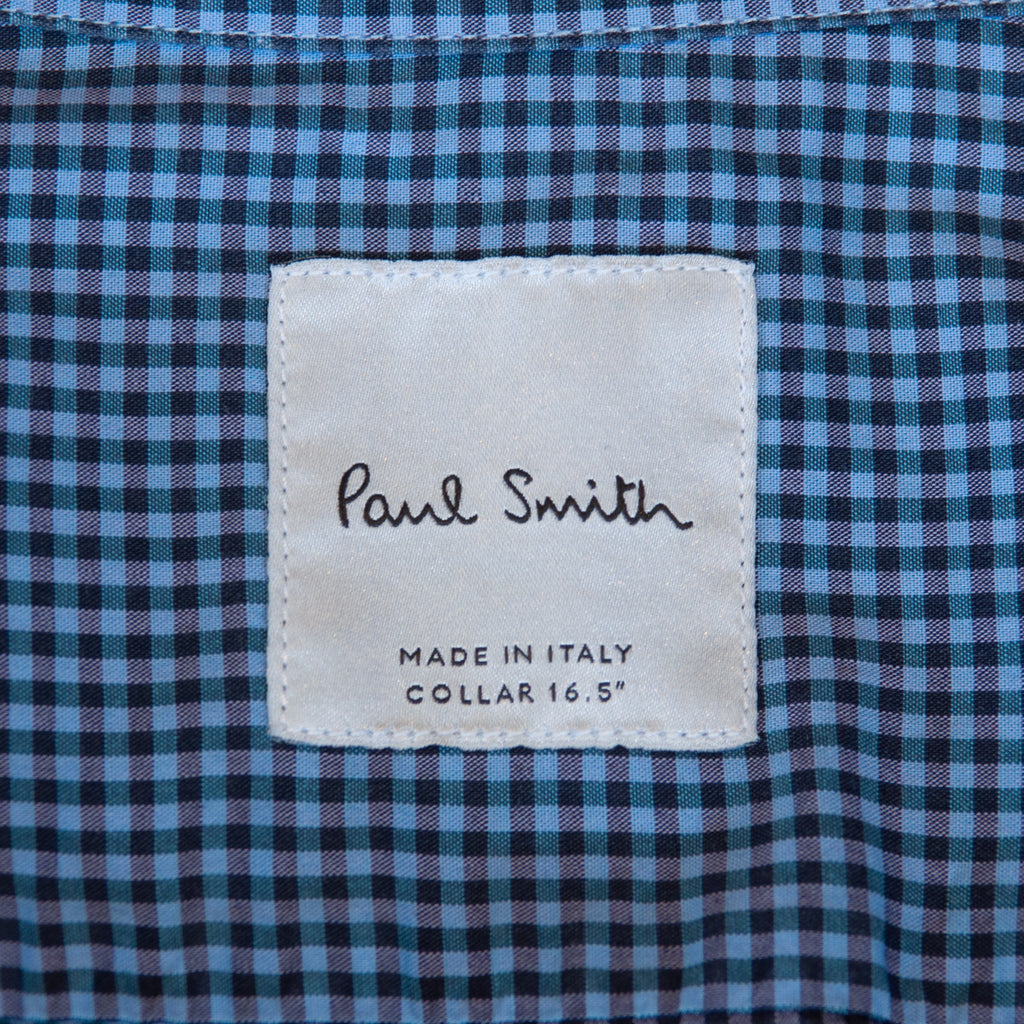 Paul Smith
MADE IN ITALY
COLLAR 16.5"